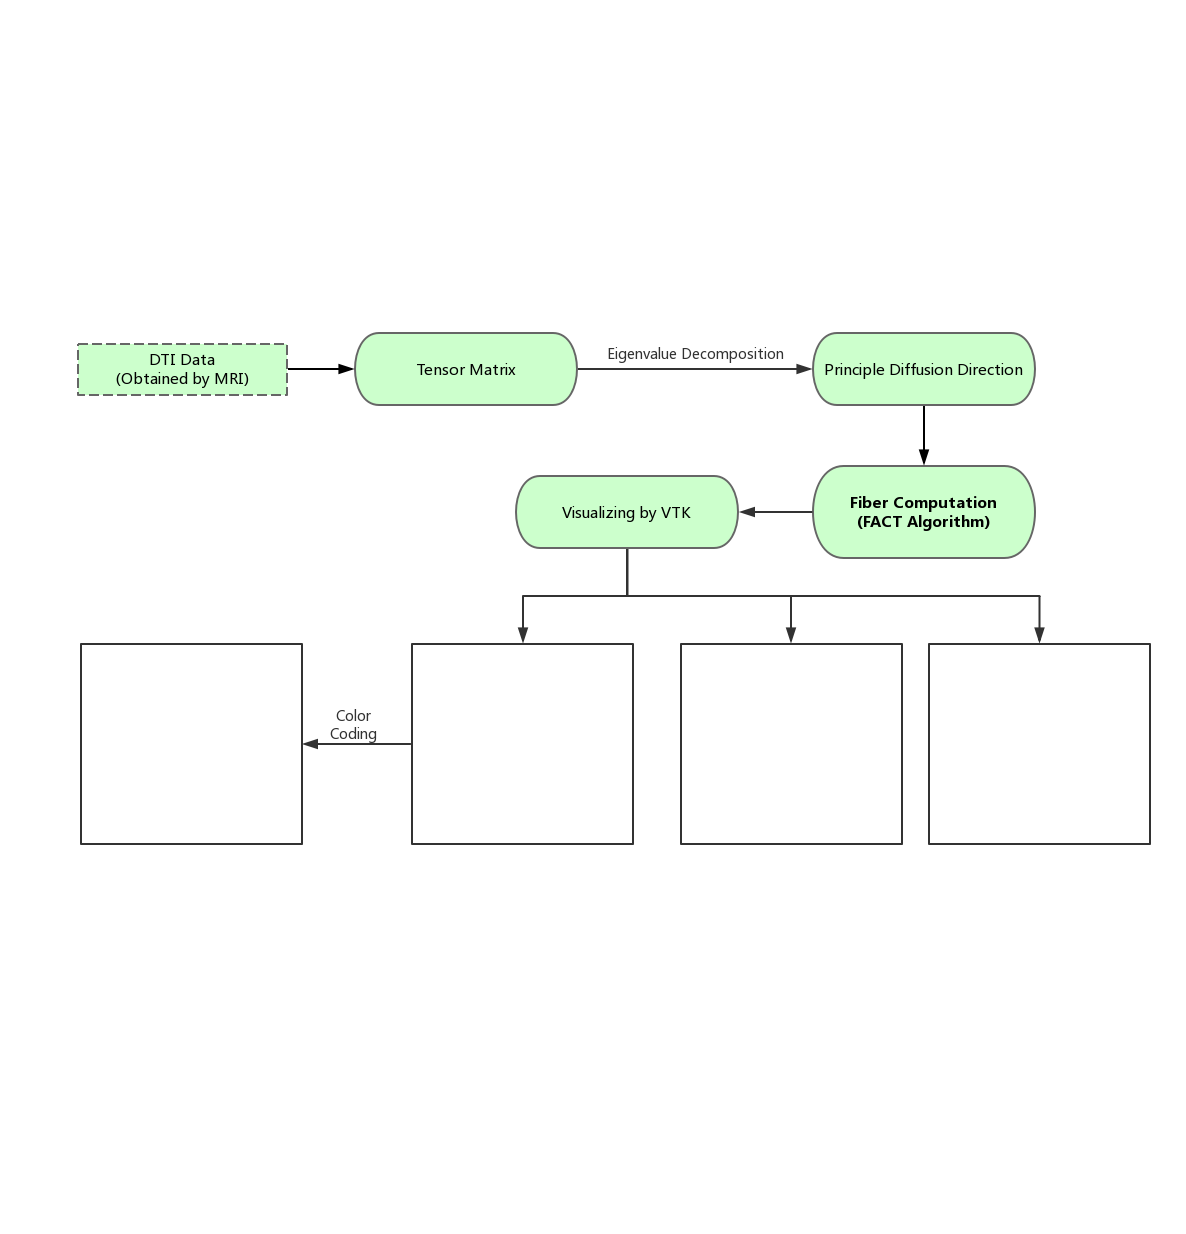 DTI Data
(Obtained by MRI)
Tensor Matrix
Eigenvalue Decomposition
Principle Diffusion Direction
Visualizing by VTK
Fiber Computation
(FACT Algorithm)
Color
Coding